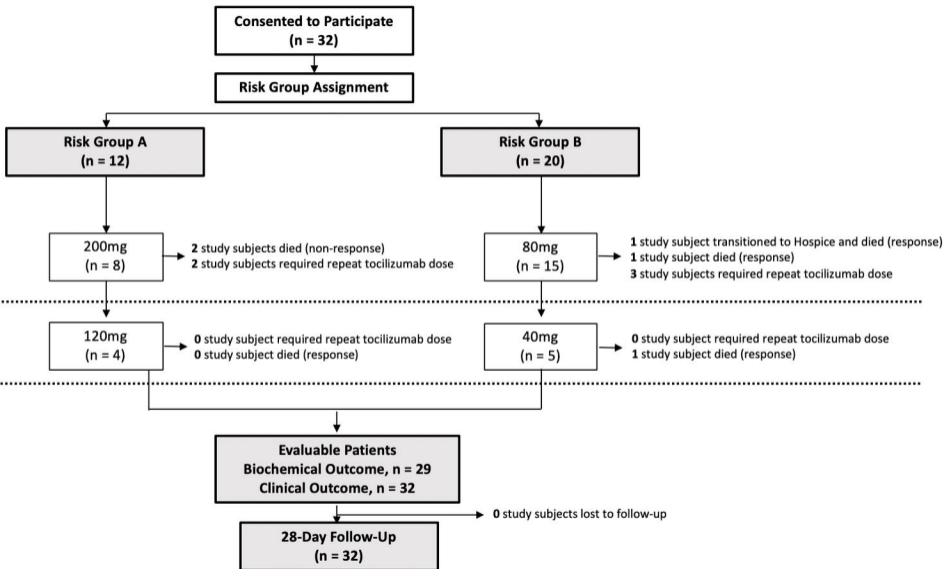 Consented to Participate
(n = 32)
Risk Group Assignment
Risk Group A
(n = 12)
Risk Group B
(n = 20)
200mg
(n = 8)
2 study subjects died (non-response)
2 study subjects required repeat tocilizumab dose
80mg
(n = 15)
1 study subject transitioned to Hospice and died (response)
1 study subject died (response)
3 study subjects required repeat tocilizumab dose
120mg
(n = 4)
0 study subject required repeat tocilizumab dose
0 study subject died (response)
40mg
(n = 5)
0 study subject required repeat tocilizumab dose
1 study subject died (response)
Evaluable Patients
Biochemical Outcome, n = 29
Clinical Outcome, n = 32
0 study subjects lost to follow-up
28-Day Follow-Up
(n = 32)